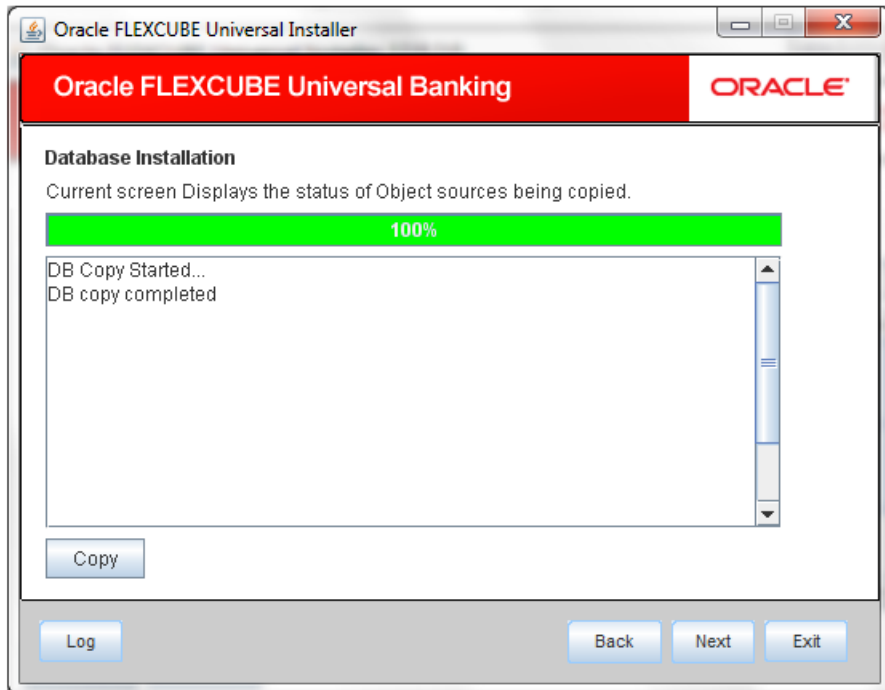 Oracle FLEXCUBE Universal Installer
Oracle FLEXCUBE Universal Banking
ORACLE
Database Installation
Current screen Displays the status of Object sources being copied.
100%
DB Copy Started...
DB copy completed
Copy
Log
Back
Next
Exit